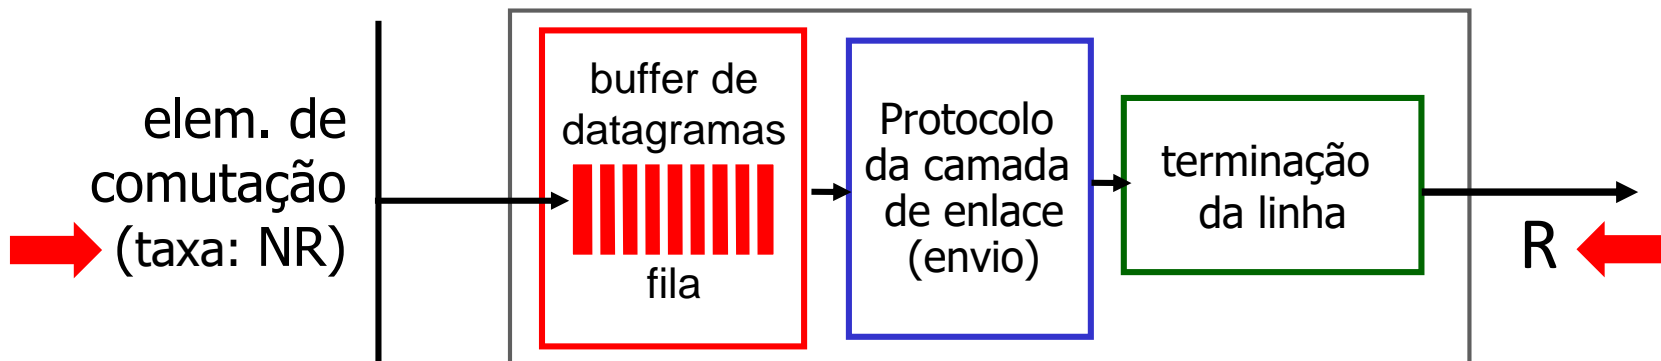 elem. de
comutação
(taxa: NR)
buffer de
datagramas
fila
Protocolo
da camada
de enlace
(envio)
terminação
da linha
R